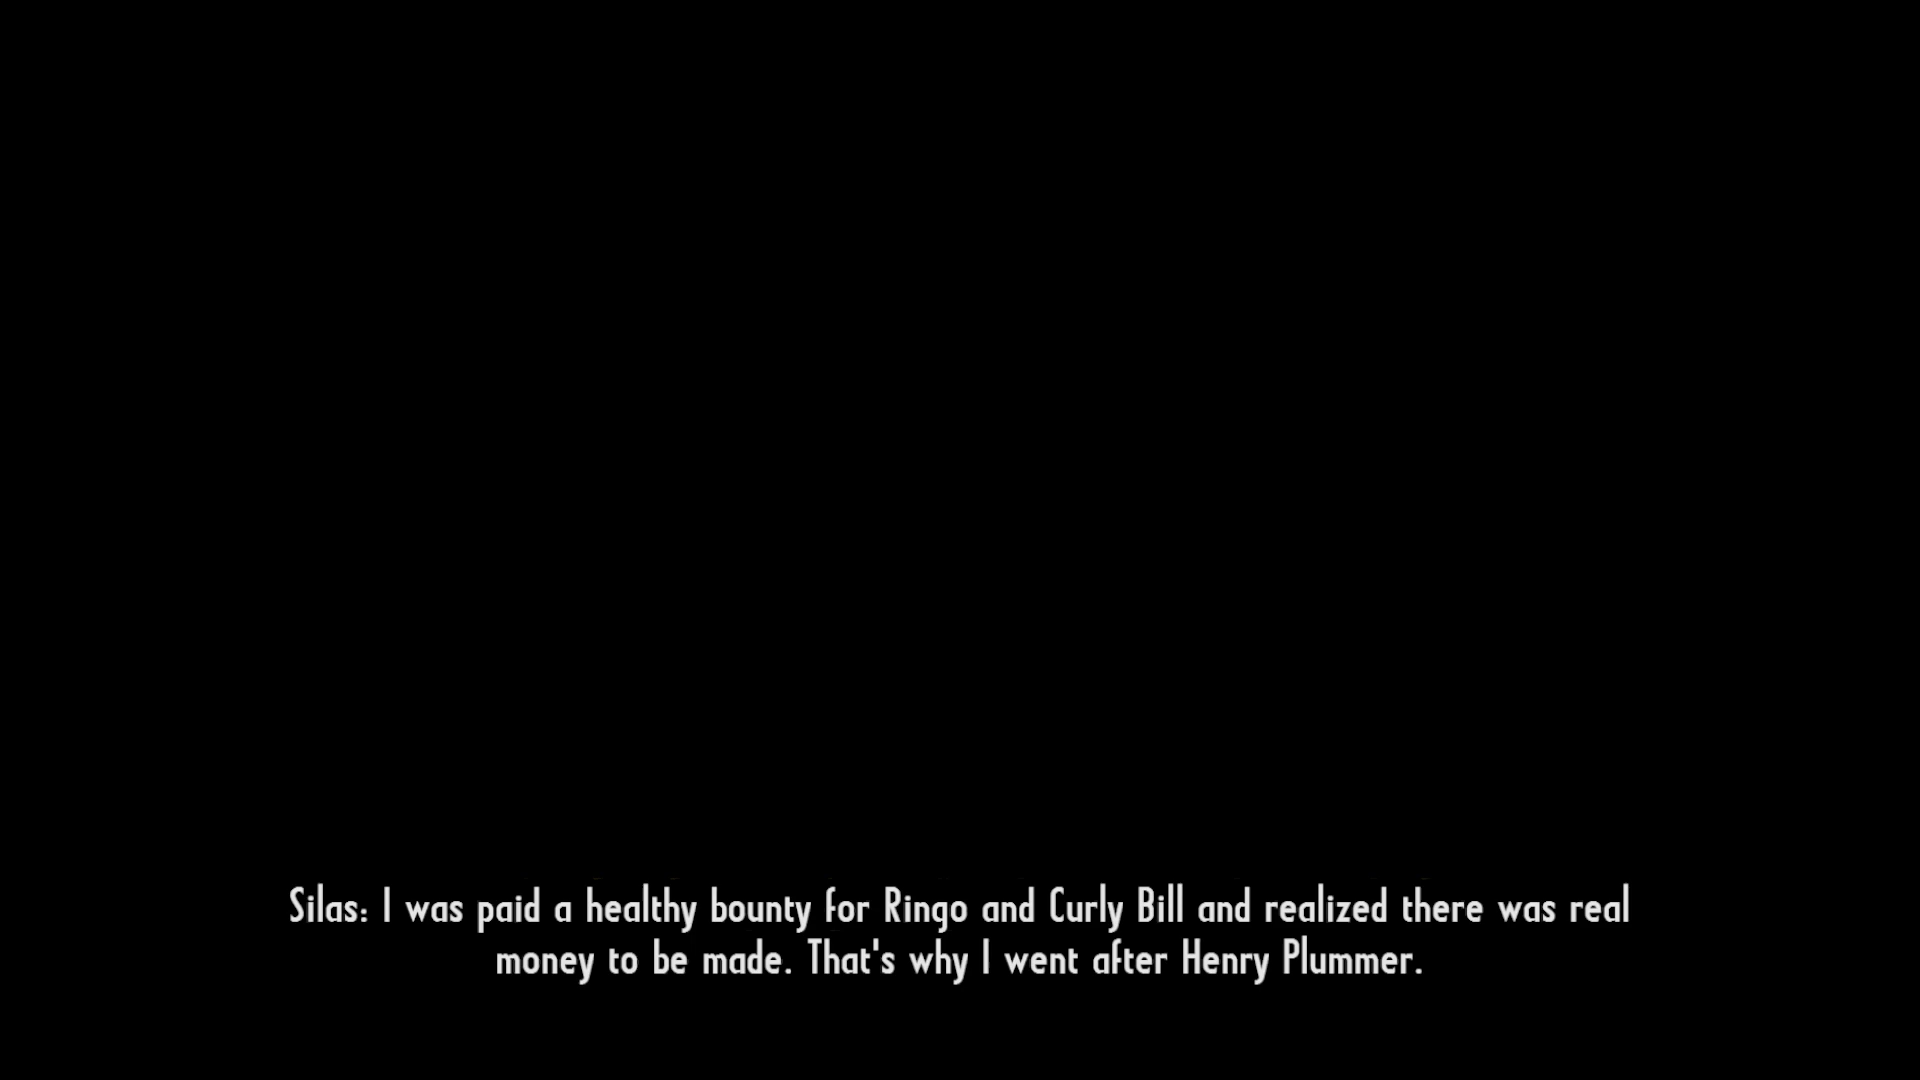 Silas: I was paid a healthy bounty for Ringo and Curly Bill and realized there was real
money to be made. That's why I went after Henry Plummer.